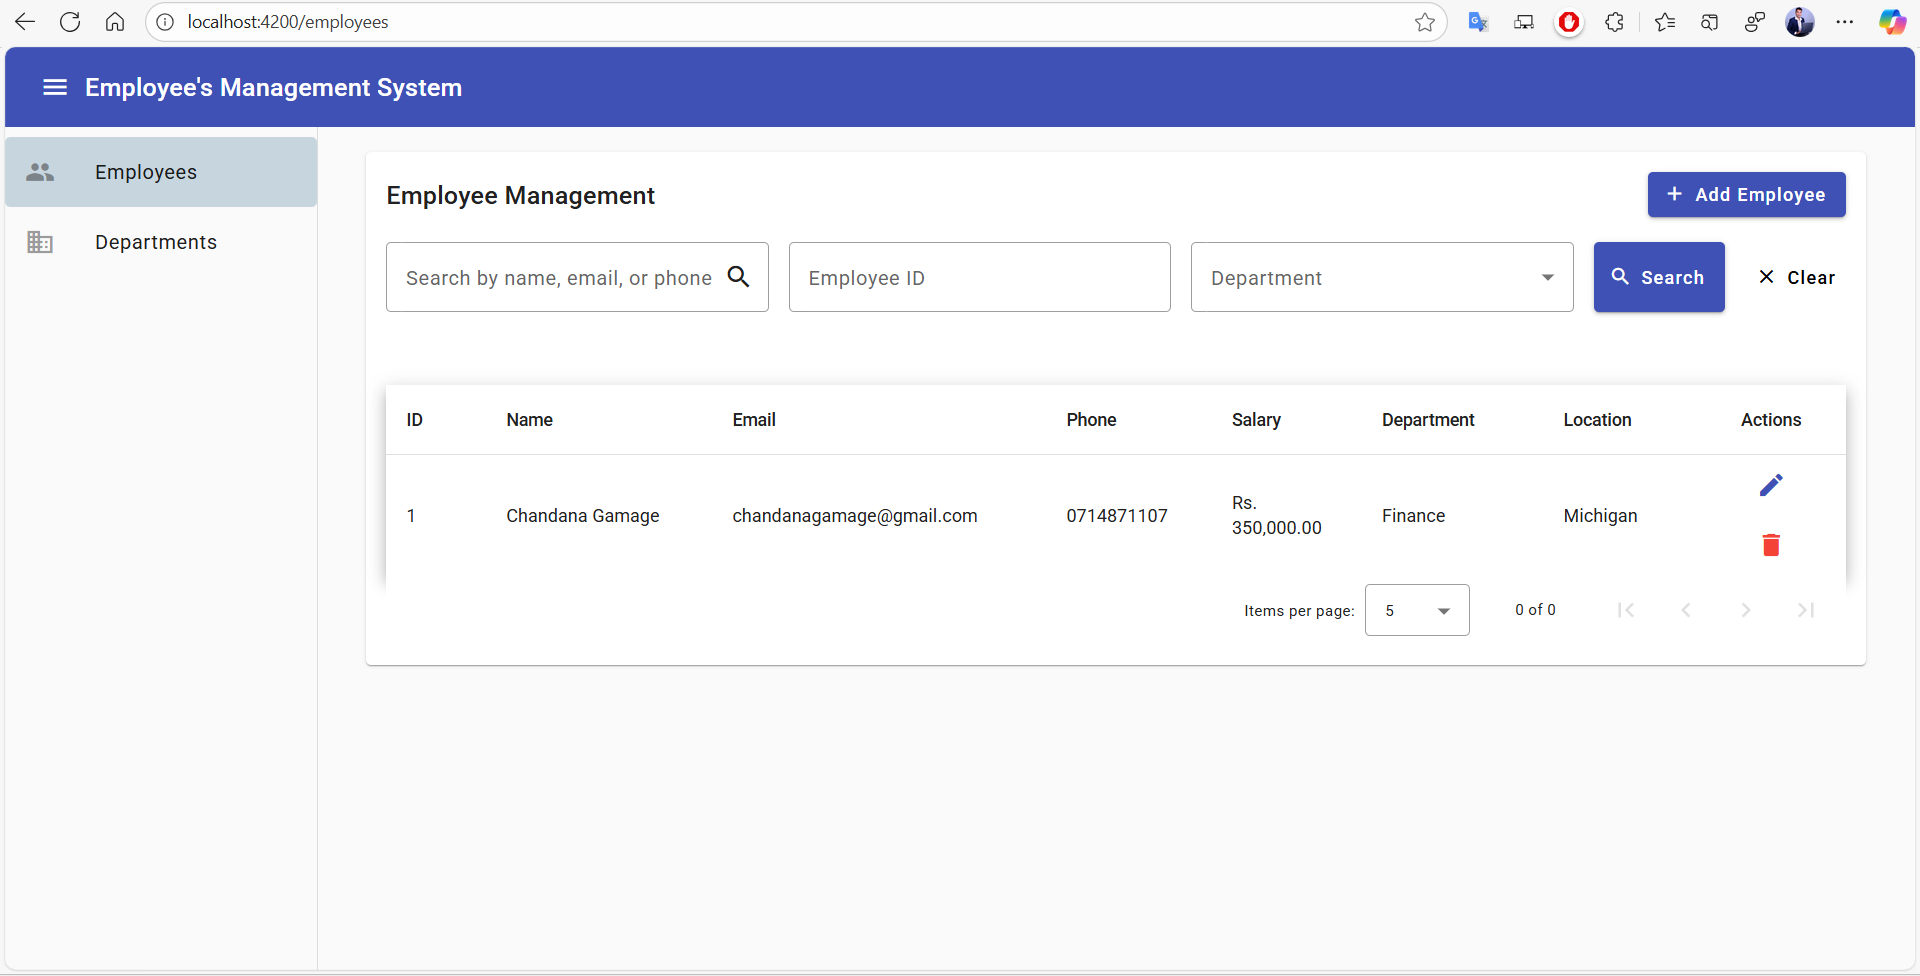 localhost:4200/employees
Employee's Management System
Employees
Departments
Employee Management
+ Add Employee
Search by name, email, or phone
Employee ID
Department
Search
Clear
ID Name Email Phone Salary Department Location Actions
1 Chandana Gamage chandanagamage@gmail.com 0714871107 Rs. 350,000.00 Finance Michigan
Items per page: 5 0 of 0